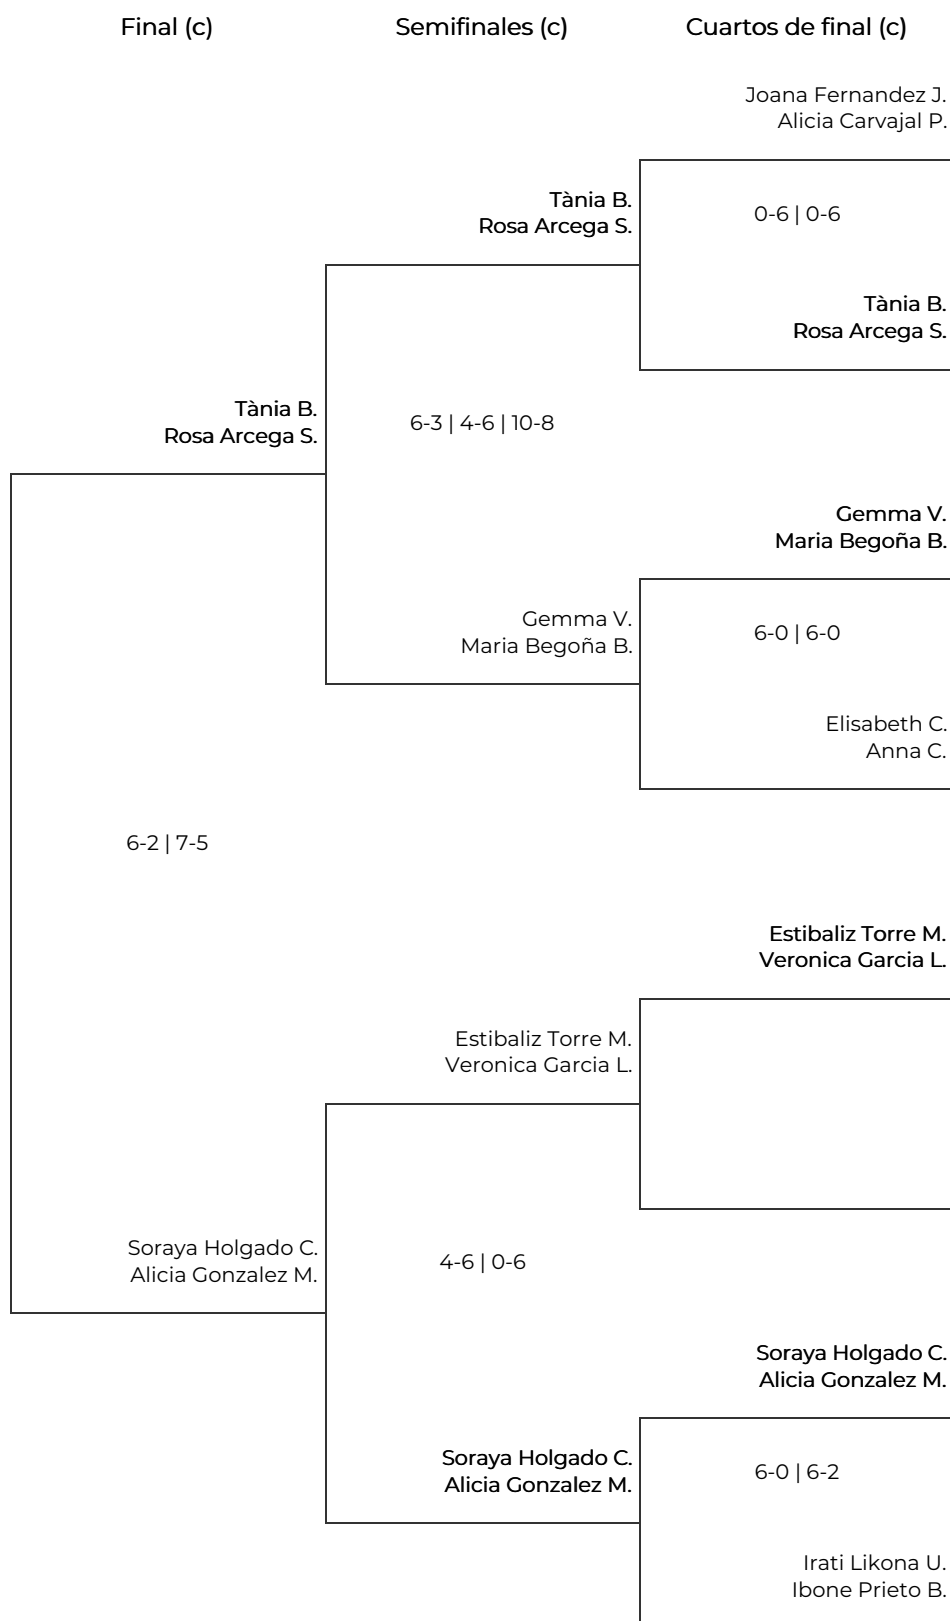 Final (c)
Semifinales (c)
Cuartos de final (c)
Joana Fernandez J.
Alicia Carvajal P.
Tània B.
Rosa Arcega S.
0-6 | 0-6
Tània B.
Rosa Arcega S.
Tània B.
Rosa Arcega S.
6-3 | 4-6 | 10-8
Gemma V.
Maria Begoña B.
Gemma V.
Maria Begoña B.
6-0 | 6-0
Elisabeth C.
Anna C.
6-2 | 7-5
Estibaliz Torre M.
Veronica Garcia L.
Estibaliz Torre M.
Veronica Garcia L.
Soraya Holgado C.
Alicia Gonzalez M.
4-6 | 0-6
Soraya Holgado C.
Alicia Gonzalez M.
Soraya Holgado C.
Alicia Gonzalez M.
6-0 | 6-2
Irati Likona U.
Ibone Prieto B.